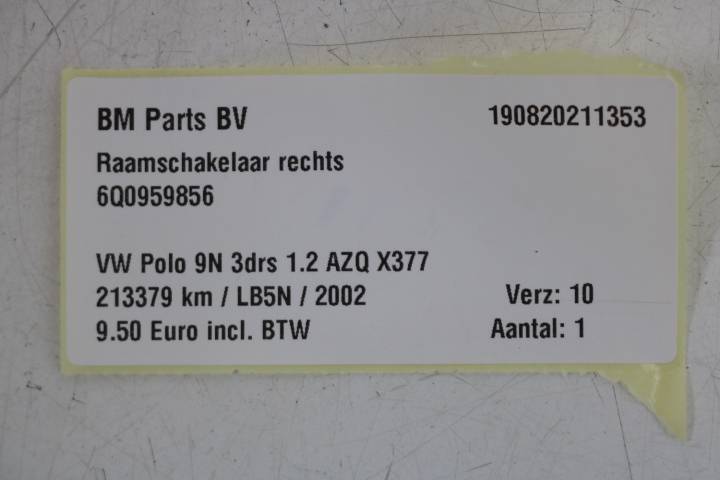 BM Parts BV 190820211353
Raamschakelaar rechts
6Q0959856
VW Polo 9N 3drs 1.2 AZQ X377
213379 km / LB5N / 2002 Verz: 10
9.50 Euro incl. BTW Aantal: 1